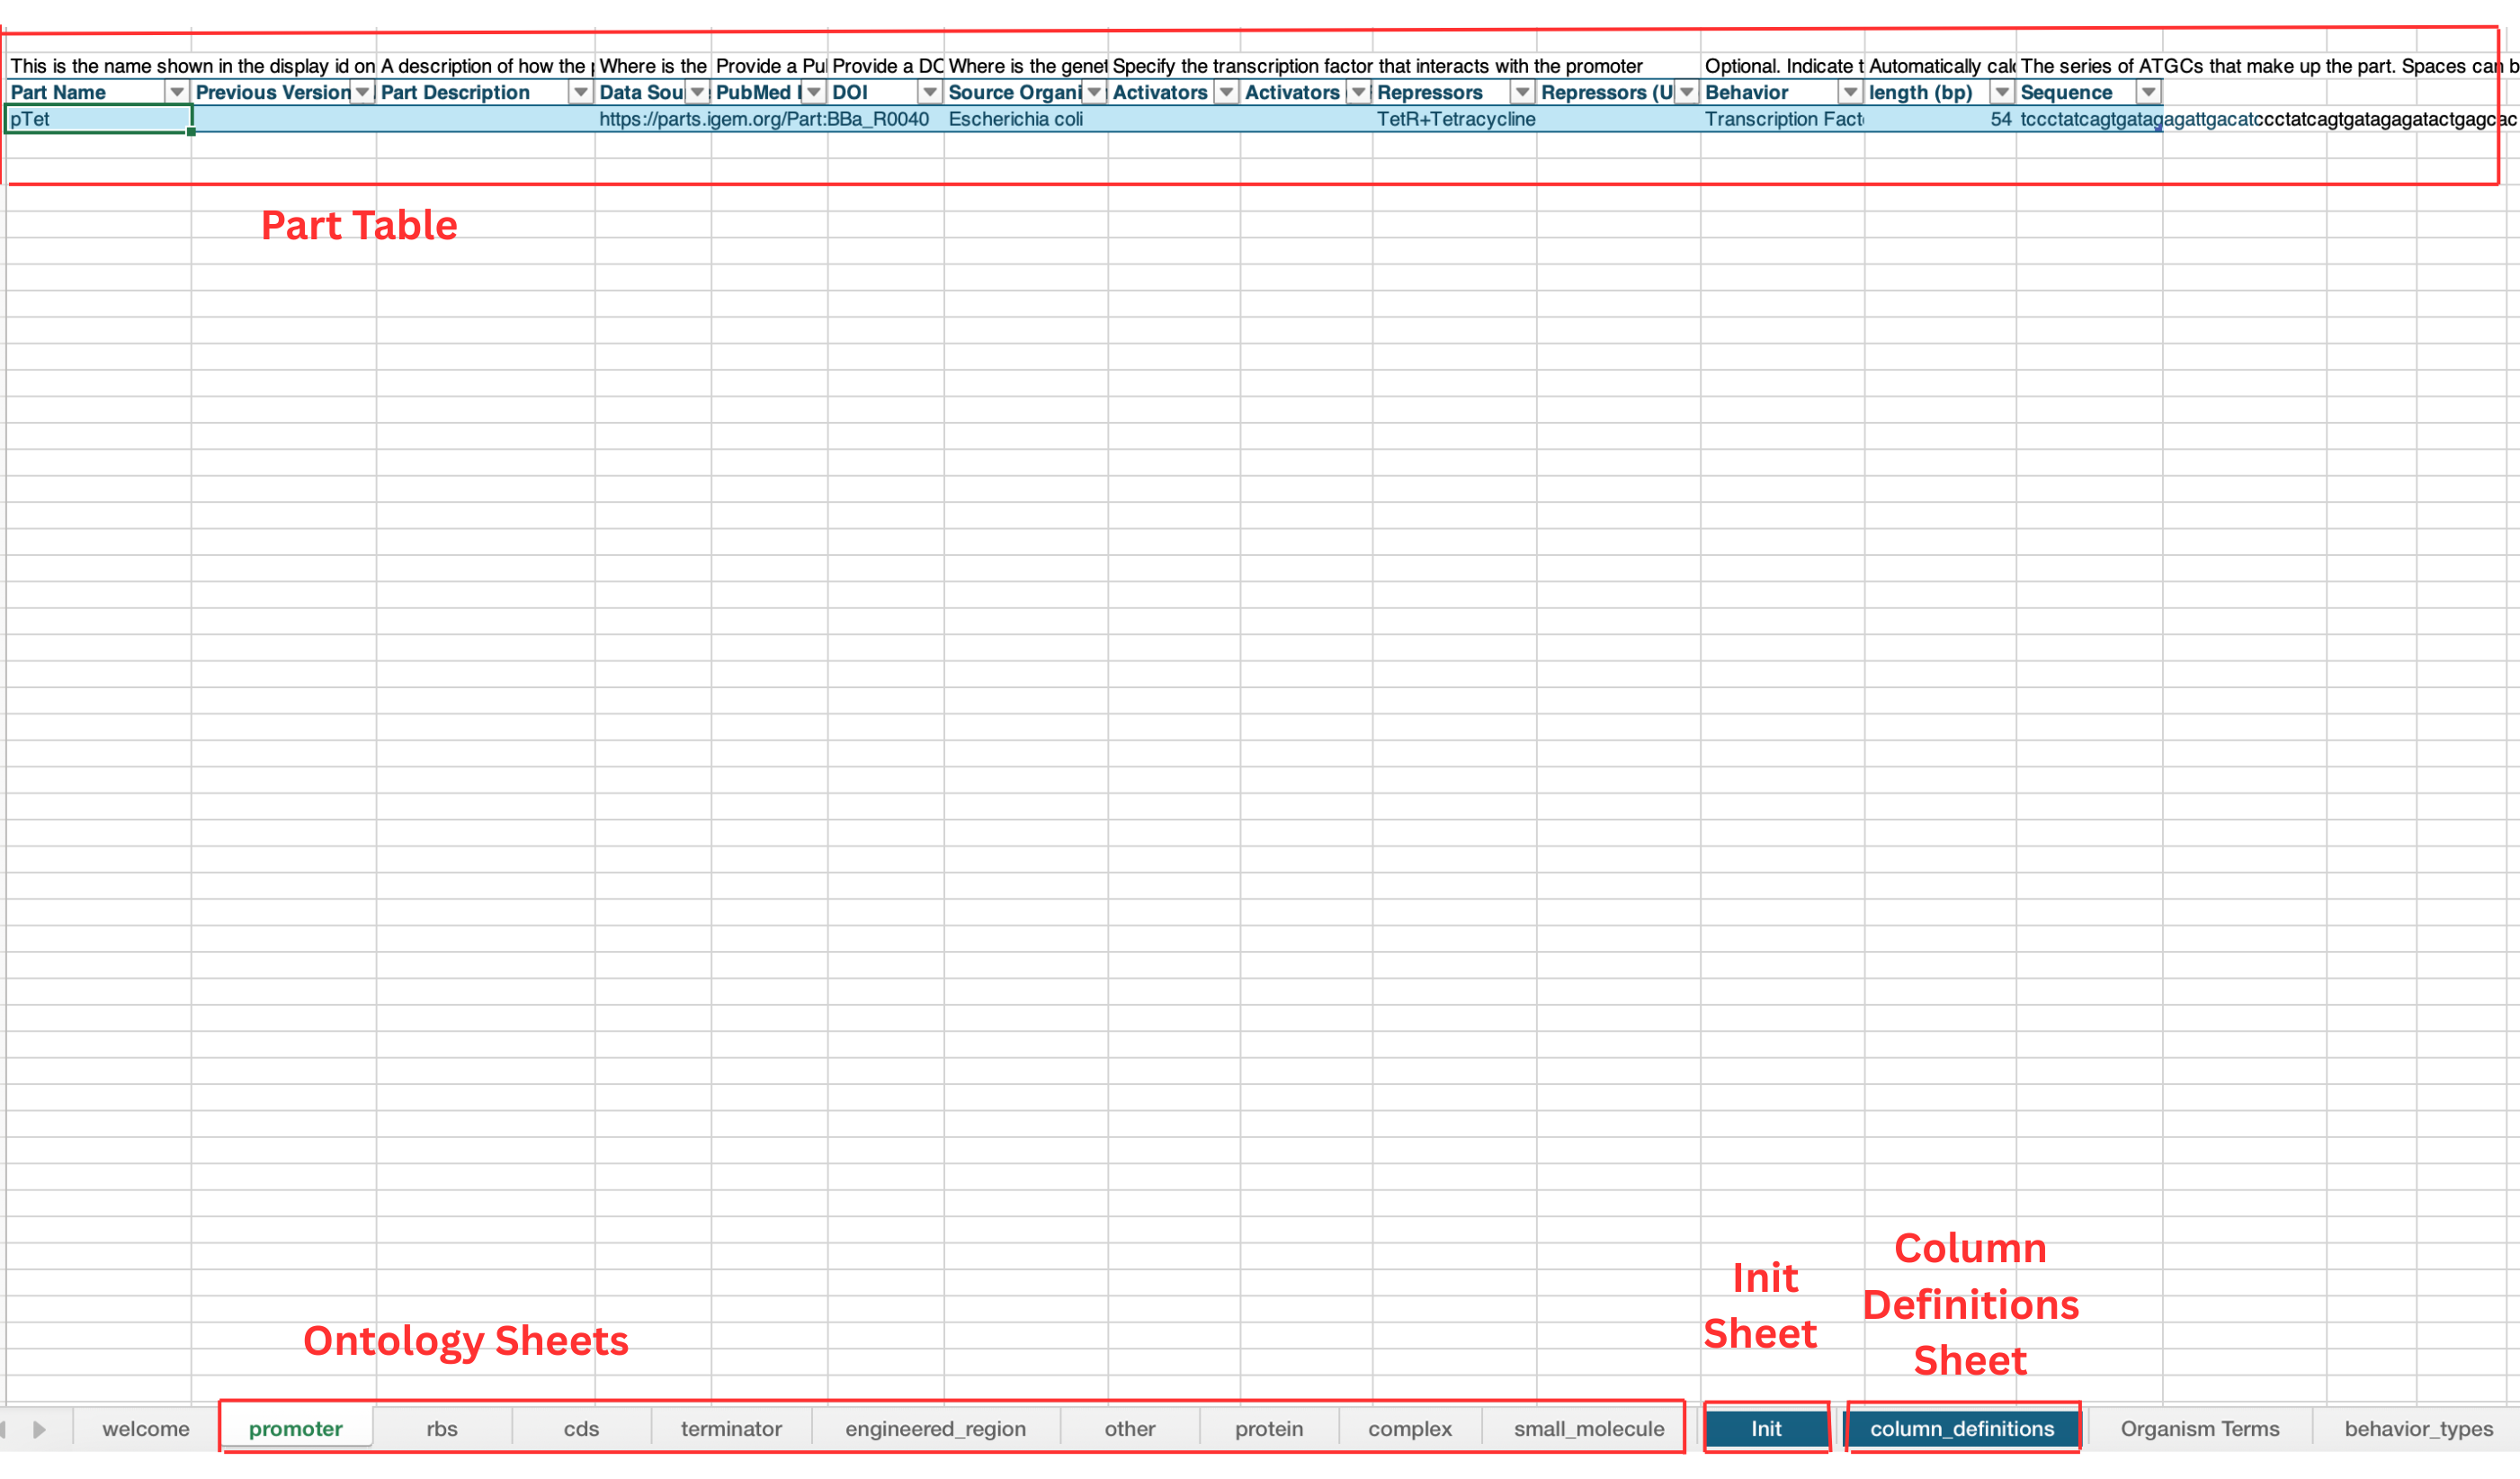 This is the name shown in the display id on A description of how the p Where is the Provide a Pul Provide a DO Where is the genet Specify the transcription factor that interacts with the promoter Optional. Indicate t Automatically calc The series of ATGCs that make up the part. Spaces can b
Part Name Previous Version Part Description Data Sou PubMed I DOI Source Organi Activators Activators Repressors Repressors (U Behavior length (bp) Sequence
pTet https://parts.igem.org/Part:BBa_R0040 Escherichia coli TetR+Tetracycline Transcription Facto 54 tccctatcagtgatagagattgacatccctatcagtgatagagatactgagcac
Part Table
Ontology Sheets
Init
Sheet
Column
Definitions
Sheet
welcome promoter rbs cds terminator engineered_region other protein complex small_molecule Init column_definitions Organism Terms behavior_types